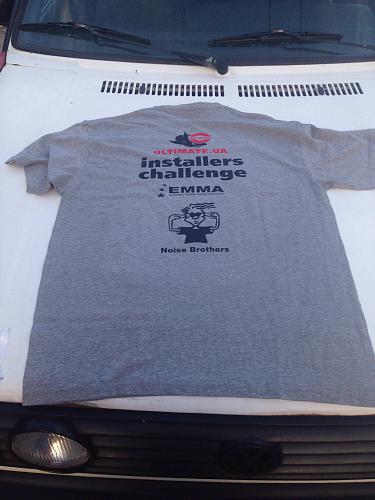 ULTIMATE.UA
installers
challenge
EMMA
Noise Brothers